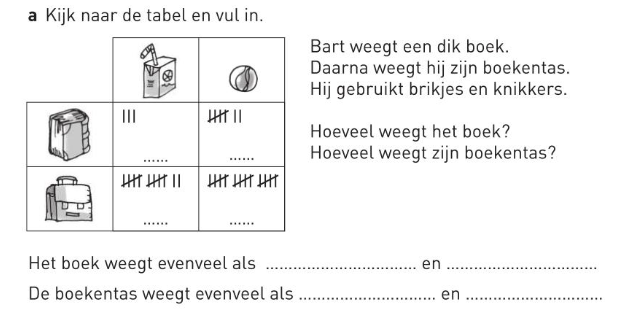 a Kijk naar de tabel en vul in.
Bart weegt een dik boek.
Daarna weegt hij zijn boekentas.
Hij gebruikt brikjes en knikkers.
Hoeveel weegt het boek?
Hoeveel weegt zijn boekentas?
...... ......
...... ......
Het boek weegt evenveel als ................................. en .................................
De boekentas weegt evenveel als .............................. en ..............................